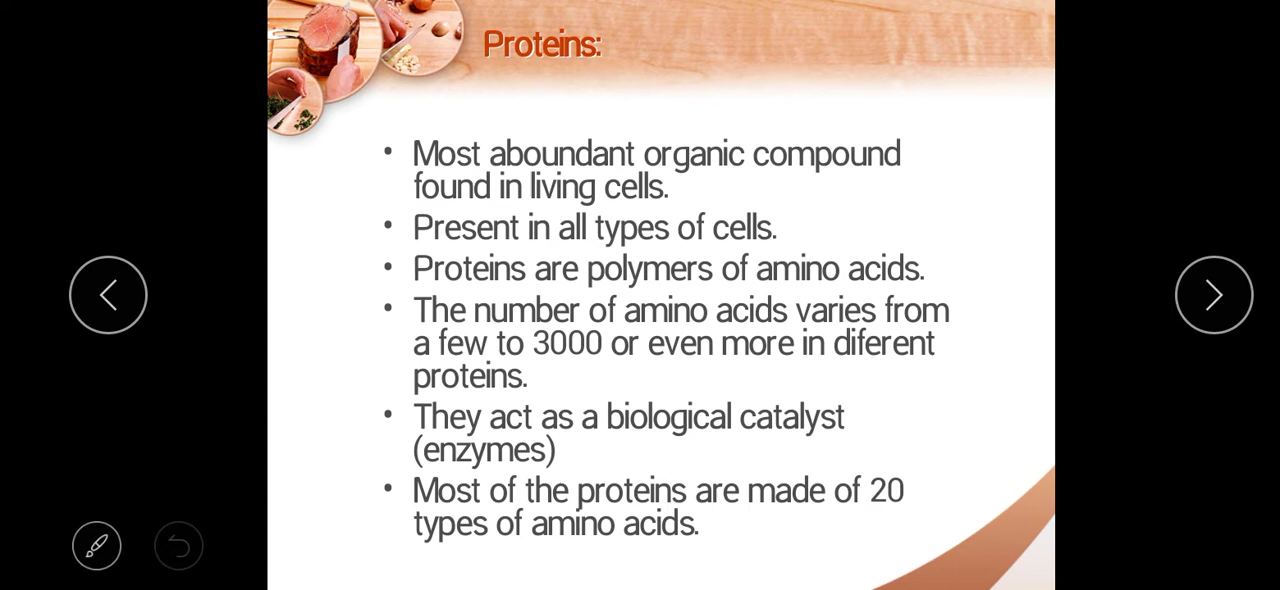 Proteins:
• Most aboundant organic compound
found in living cells.
• Present in all types of cells.
• Proteins are polymers of amino acids.
• The number of amino acids varies from
a few to 3000 or even more in diferent
proteins.
• They act as a biological catalyst
(enzymes)
• Most of the proteins are made of 20
types of amino acids.